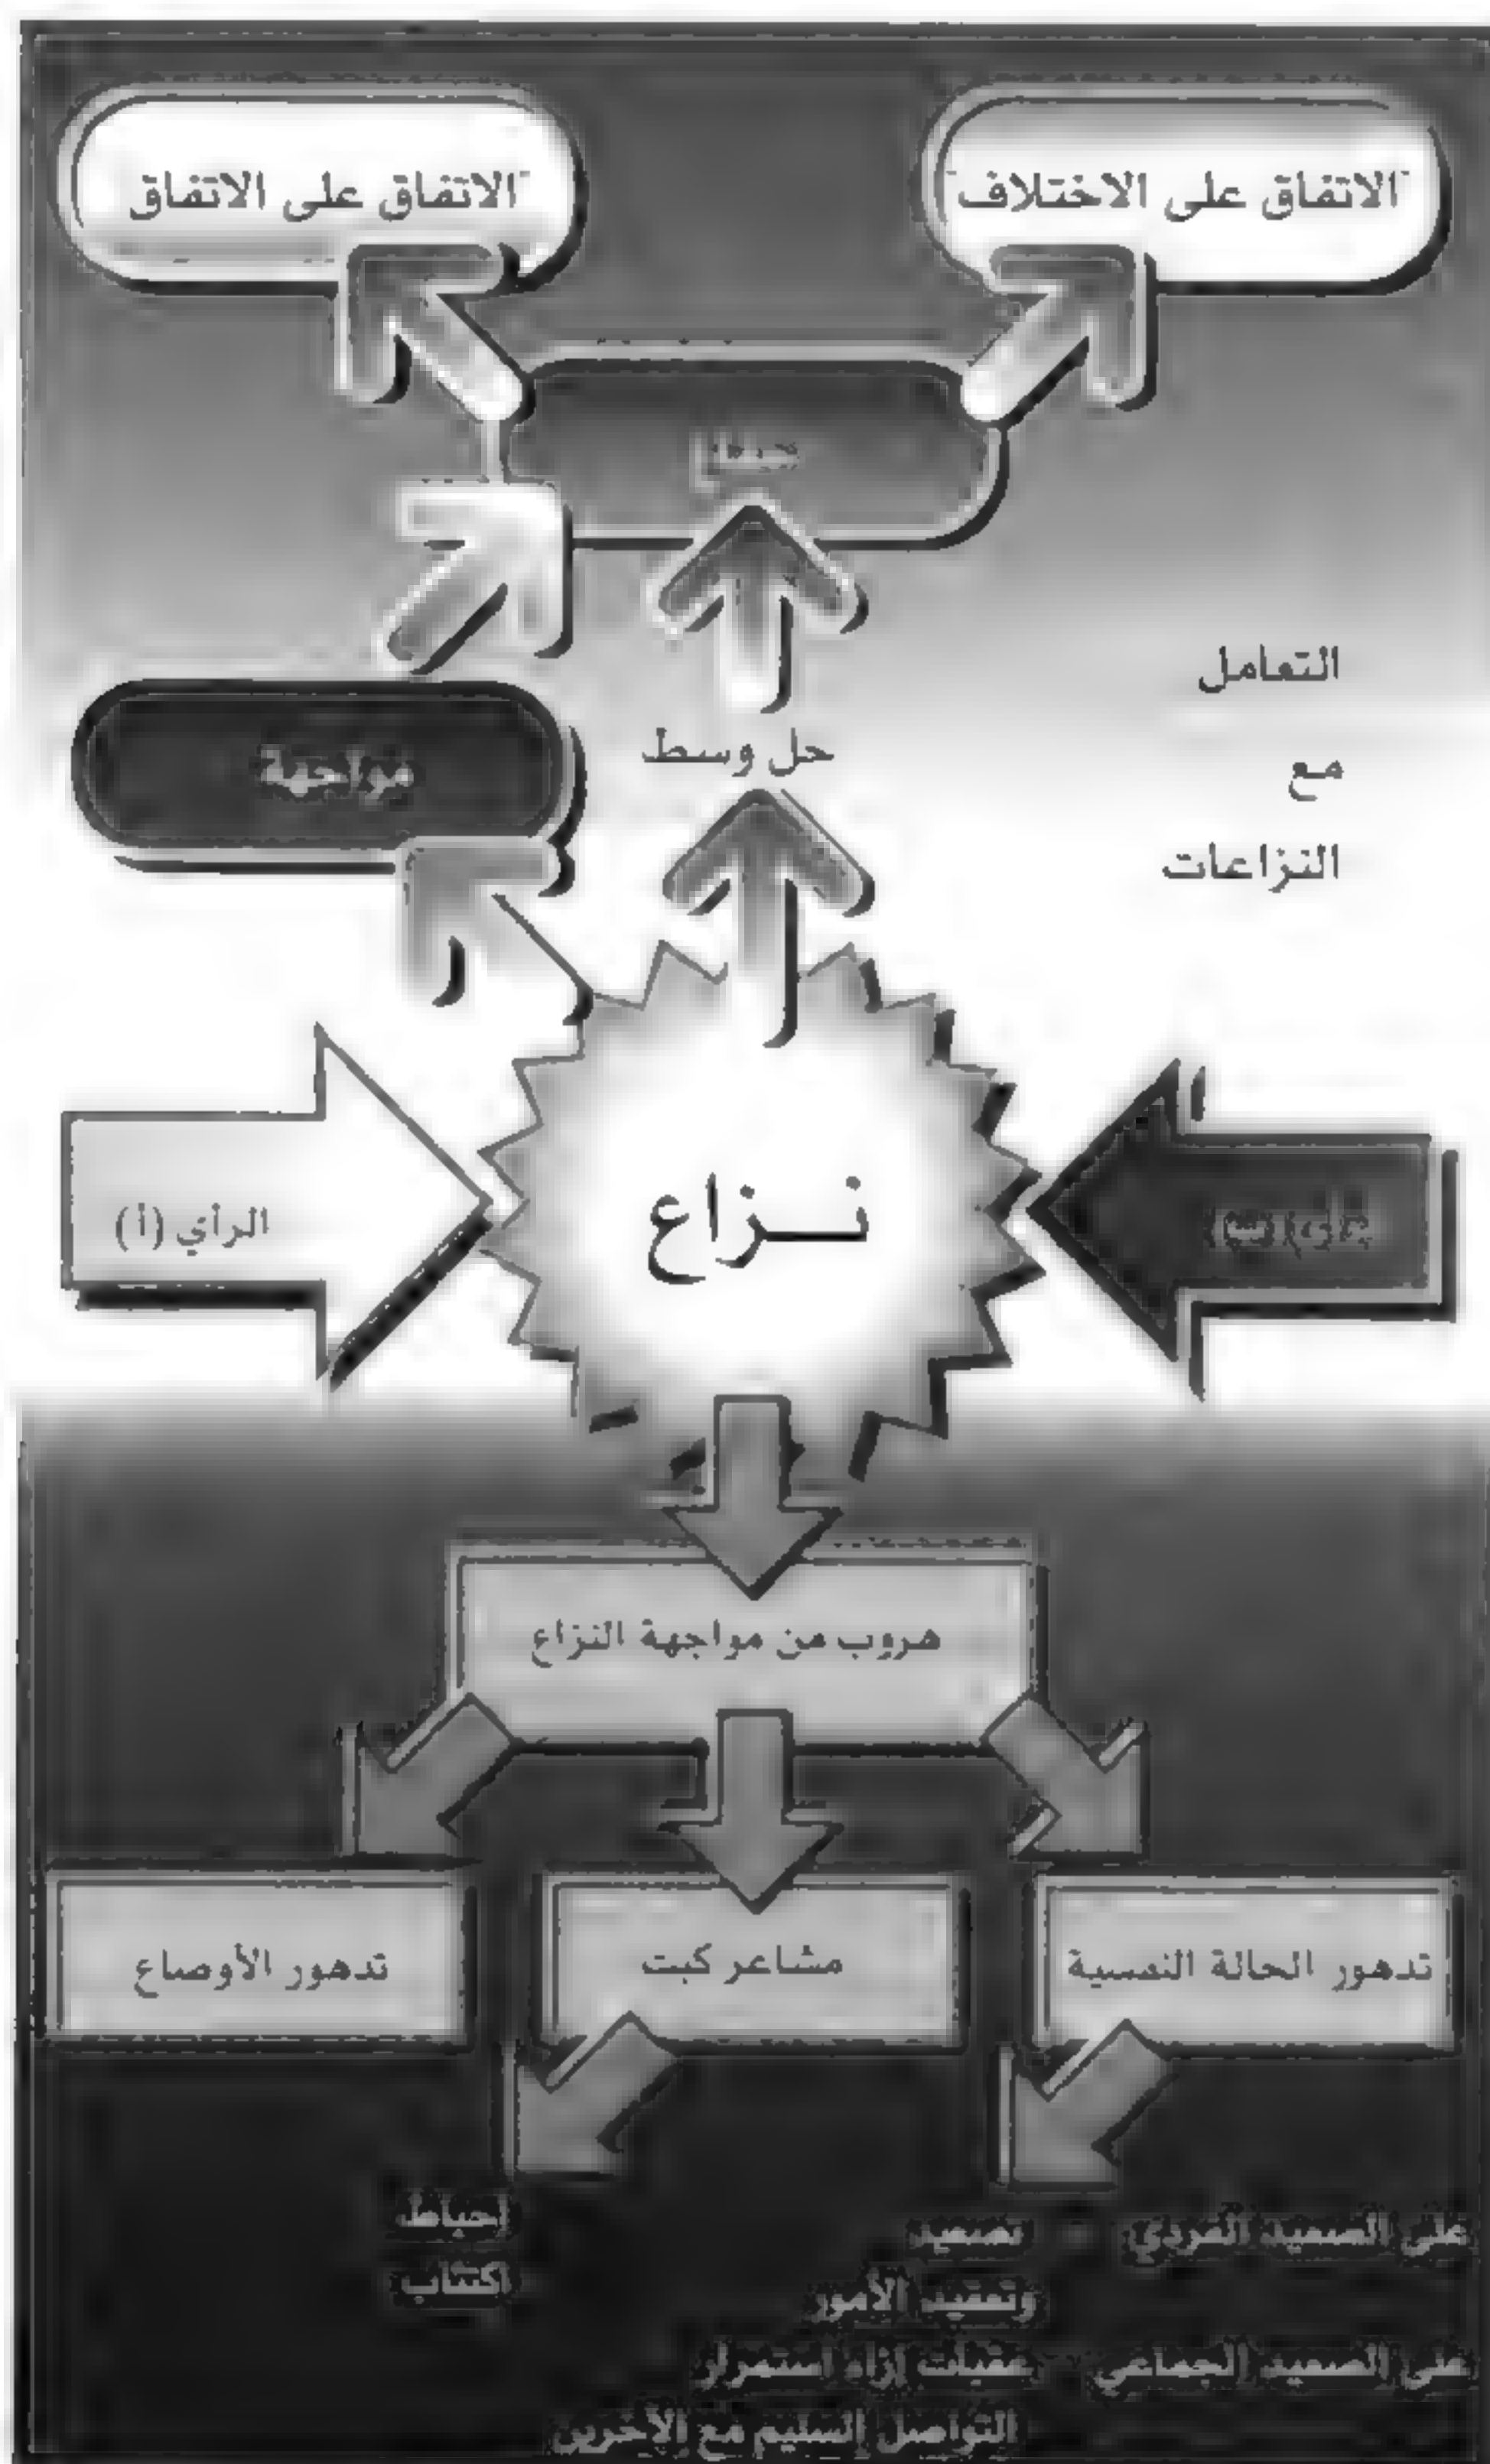 "الاتفاق على الاختلاف"
"الاتفاق على الاتفاق
التعامل
مع
النزاعات
حل وسط
مواجهة
نـــزاع
الرأي (أ)
هروب من مواجهة النزاع
تدهور الحالة النفسية
مشاعر كبت
تدهور الأوضاع
على الصعيد الفردي - تصعيد
وتعقيد الأمور
على الصعيد الجماعي - عقبات إزاء استمرار
التواصل السليم مع الآخرين
إحباط
اكتئاب